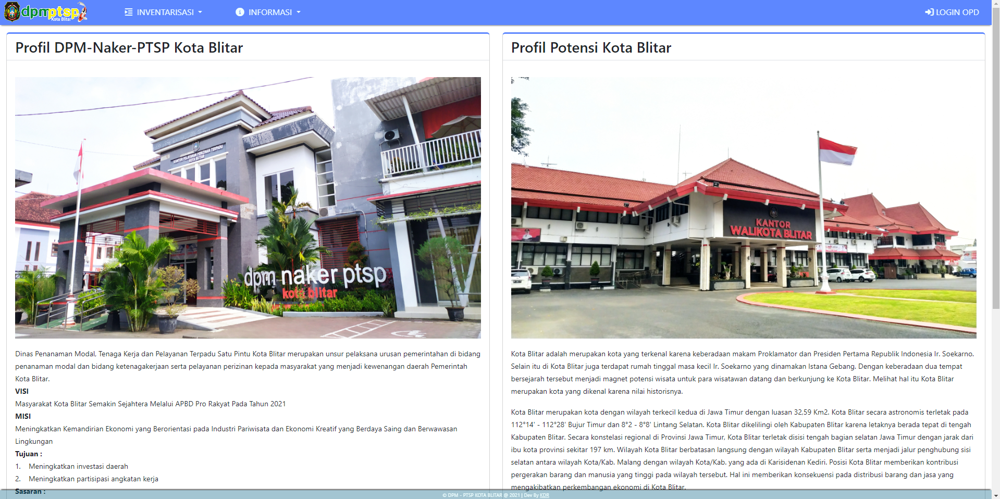 dpmptsp
Kota Blitar
INVENTARISASI
INFORMASI
LOGIN OPD
Profil DPM-Naker-PTSP Kota Blitar
KANTOR PELAYANAN PERIZINAN TERPADU
KOTA BLITAR
dpm naker ptsp
kota blitar
Dinas Penanaman Modal, Tenaga Kerja dan Pelayanan Terpadu Satu Pintu Kota Blitar merupakan unsur pelaksana urusan pemerintahan di bidang
penanaman modal dan bidang ketenagakerjaan serta pelayanan perizinan kepada masyarakat yang menjadi kewenangan daerah Pemerintah
Kota Blitar.
VISI
Masyarakat Kota Blitar Semakin Sejahtera Melalui APBD Pro Rakyat Pada Tahun 2021
MISI
Meningkatkan Kemandirian Ekonomi yang Berorientasi pada Industri Pariwisata dan Ekonomi Kreatif yang Berdaya Saing dan Berwawasan
Lingkungan
Tujuan :
1. Meningkatkan investasi daerah
2. Meningkatkan partisipasi angkatan kerja
Sasaran :
Profil Potensi Kota Blitar
KANTOR
WALIKOTA BLITAR
Kota Blitar adalah merupakan kota yang terkenal karena keberadaan makam Proklamator dan Presiden Pertama Republik Indonesia Ir. Soekarno.
Selain itu di Kota Blitar juga terdapat rumah tinggal masa kecil Ir. Soekarno yang dinamakan Istana Gebang. Dengan keberadaan dua tempat
bersejarah tersebut menjadi magnet potensi wisata untuk para wisatawan datang dan berkunjung ke Kota Blitar. Melihat hal itu Kota Blitar
merupakan kota yang dikenal karena nilai historisnya.
Kota Blitar merupakan kota dengan wilayah terkecil kedua di Jawa Timur dengan luasan 32,59 Km2. Kota Blitar secara astronomis terletak pada
112°14' - 112°28' Bujur Timur dan 8°2 - 8°8' Lintang Selatan. Kota Blitar dikelilingi oleh Kabupaten Blitar karena letaknya berada tepat di tengah
Kabupaten Blitar. Secara konstelasi regional di Provinsi Jawa Timur, Kota Blitar terletak disisi tengah bagian selatan Jawa Timur dengan jarak dari
ibu kota provinsi sekitar 197 km. Wilayah Kota Blitar berbatasan langsung dengan wilayah Kabupaten Blitar serta menjadi jalur penghubung sisi
selatan antara wilayah Kota/Kab. Malang dengan wilayah Kota/Kab. yang ada di Karisidenan Kediri. Posisi Kota Blitar memberikan kontribusi
pergerakan barang dan manusia yang tinggi pada wilayah tersebut. Hal ini memberikan konsekuensi pada distribusi barang dan jasa yang
mengakibatkan perkembangan ekonomi di Kota Blitar.
© DPM - PTSP KOTA BLITAR @ 2021 | Dev By KDR